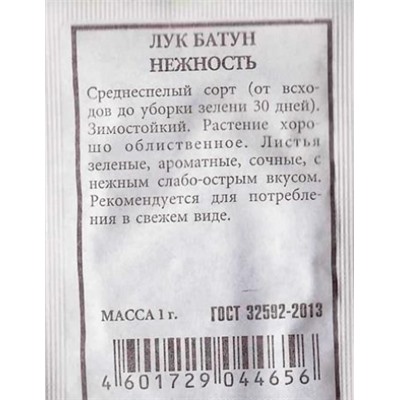 ЛУК БАТУН
НЕЖНОСТЬ
Среднеспелый сорт (от всхо-
дов до уборки зелени 30 дней).
Зимостойкий. Растение хоро-
шо облиственное. Листья
зеленые, ароматные, сочные, с
нежным слабо-острым вкусом.
Рекомендуется для потребле-
ния в свежем виде.
МАССА 1 г. ГОСТ 32592-2013
4 601729 044656